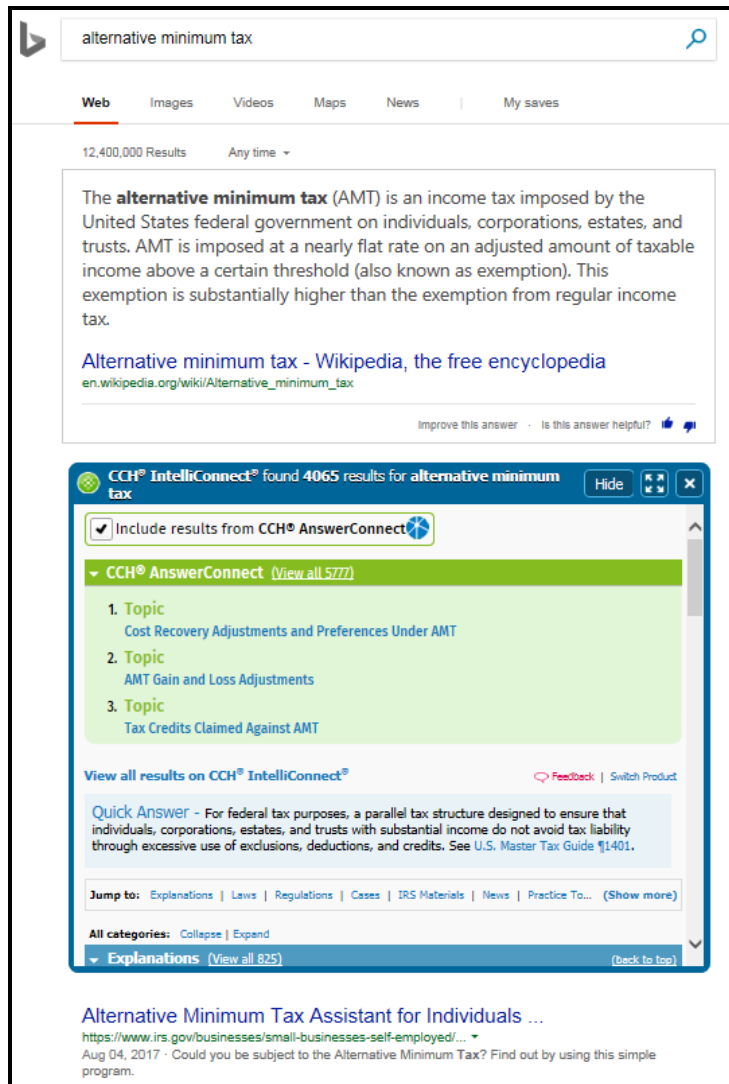 alternative minimum tax
Web Images Videos Maps News | My saves
12,400,000 Results Any time
The alternative minimum tax (AMT) is an income tax imposed by the
United States federal government on individuals, corporations, estates, and
trusts. AMT is imposed at a nearly flat rate on an adjusted amount of taxable
income above a certain threshold (also known as exemption). This
exemption is substantially higher than the exemption from regular income
tax.
Alternative minimum tax - Wikipedia, the free encyclopedia
en.wikipedia.org/wiki/Alternative_minimum_tax
Improve this answer · Is this answer helpful?
CCH® IntelliConnect® found 4065 results for alternative minimum
tax
Hide
Include results from CCH® AnswerConnect
CCH® AnswerConnect (View all 5777)
1. Topic
Cost Recovery Adjustments and Preferences Under AMT
2. Topic
AMT Gain and Loss Adjustments
3. Topic
Tax Credits Claimed Against AMT
View all results on CCH® IntelliConnect® Feedback | Switch Product
Quick Answer - For federal tax purposes, a parallel tax structure designed to ensure that
individuals, corporations, estates, and trusts with substantial income do not avoid tax liability
through excessive use of exclusions, deductions, and credits. See U.S. Master Tax Guide ¶1401.
Jump to: Explanations | Laws | Regulations | Cases | IRS Materials | News | Practice To... (Show more)
All categories: Collapse | Expand
Explanations (View all 825) (back to top)
Alternative Minimum Tax Assistant for Individuals ...
https://www.irs.gov/businesses/small-businesses-self-employed/...
Aug 04, 2017 · Could you be subject to the Alternative Minimum Tax? Find out by using this simple
program.